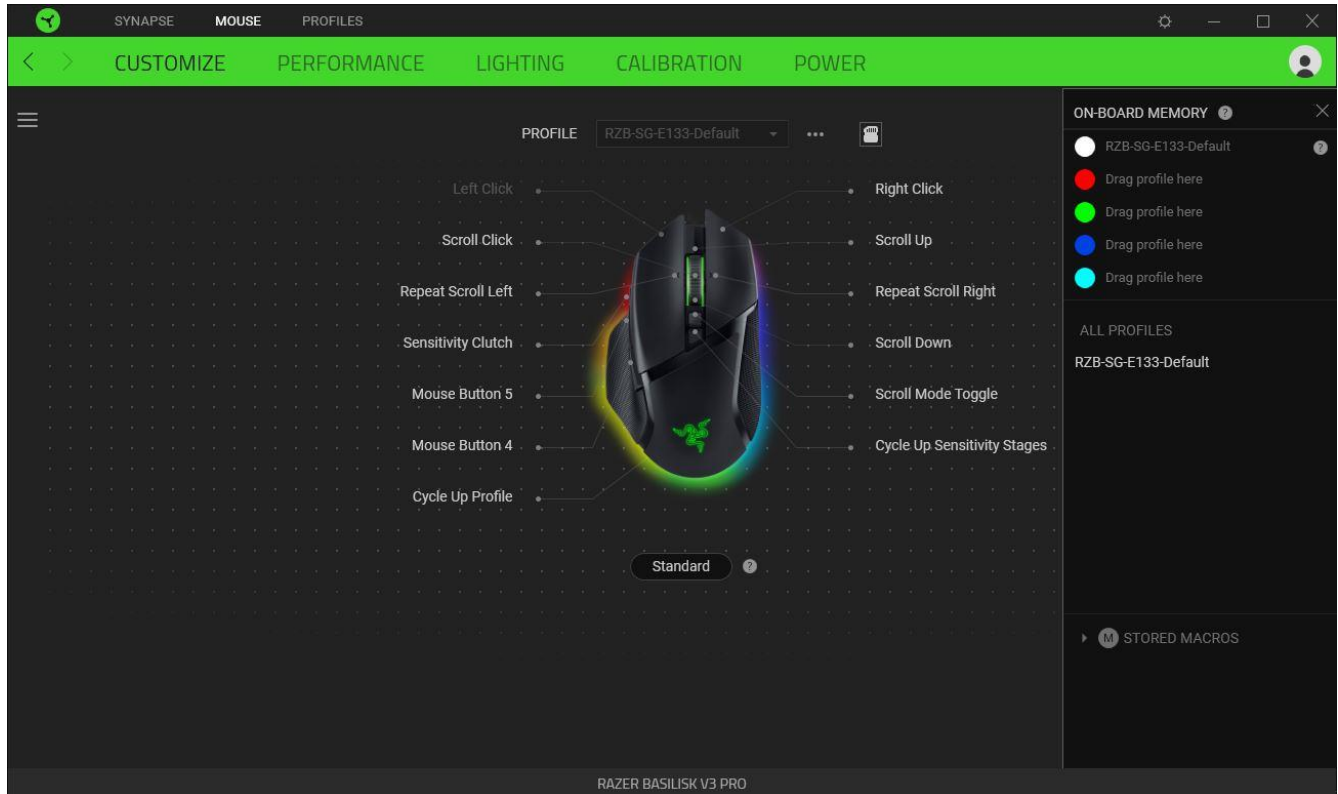 SYNAPSE MOUSE PROFILES
CUSTOMIZE PERFORMANCE LIGHTING CALIBRATION POWER
PROFILE RZB-SG-E133-Default
Left Click
Scroll Click
Repeat Scroll Left
Sensitivity Clutch
Mouse Button 5
Mouse Button 4
Cycle Up Profile
Right Click
Scroll Up
Repeat Scroll Right
Scroll Down
Scroll Mode Toggle
Cycle Up Sensitivity Stages
Standard ?
ON-BOARD MEMORY ?
RZB-SG-E133-Default ?
Drag profile here
Drag profile here
Drag profile here
Drag profile here
ALL PROFILES
RZB-SG-E133-Default
M STORED MACROS
RAZER BASILISK V3 PRO